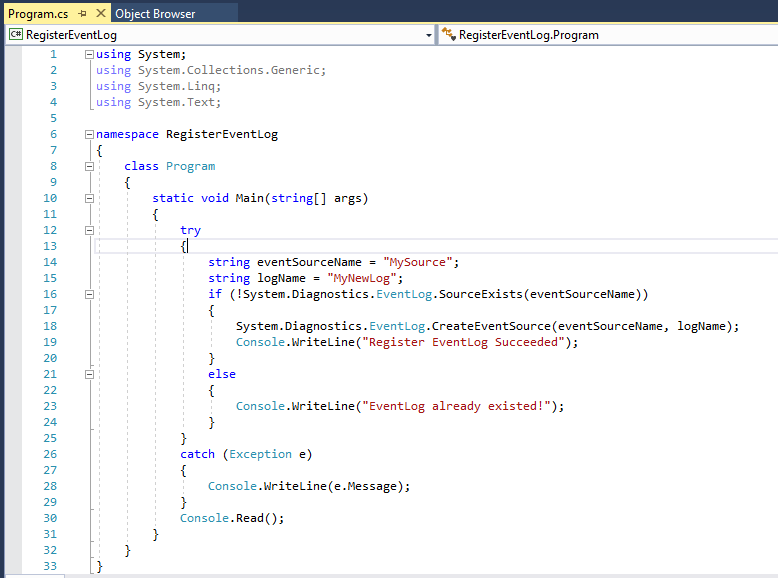 Program.cs Object Browser
C# RegisterEventLog RegisterEventLog.Program
1 using System;
2 using System.Collections.Generic;
3 using System.Linq;
4 using System.Text;
5
6 namespace RegisterEventLog
7 {
8 class Program
9 {
10 static void Main(string[] args)
11 {
12 try
13 {
14 string eventSourceName = "MySource";
15 string logName = "MyNewLog";
16 if (!System.Diagnostics.EventLog.SourceExists(eventSourceName))
17 {
18 System.Diagnostics.EventLog.CreateEventSource(eventSourceName, logName);
19 Console.WriteLine("Register EventLog Succeeded");
20 }
21 else
22 {
23 Console.WriteLine("EventLog already existed!");
24 }
25 }
26 catch (Exception e)
27 {
28 Console.WriteLine(e.Message);
29 }
30 Console.Read();
31 }
32 }
33 }